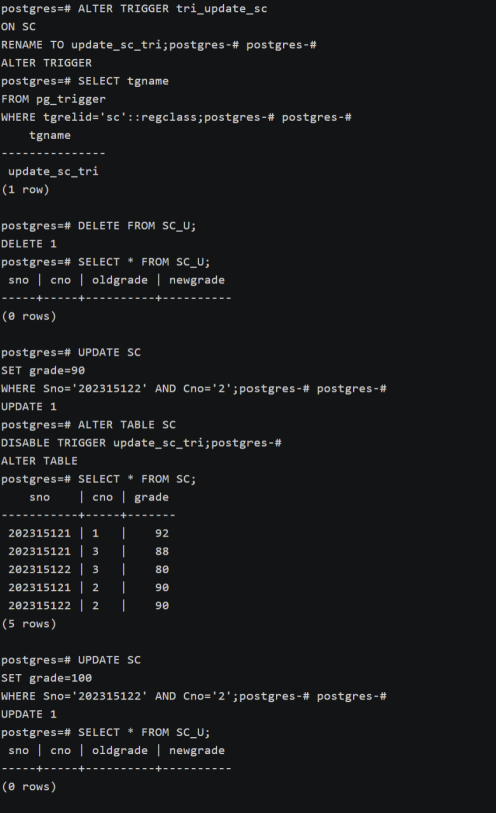 postgres=# ALTER TRIGGER tri_update_sc
ON SC
RENAME TO update_sc_tri;postgres-# postgres-#
ALTER TRIGGER
postgres=# SELECT tgname
FROM pg_trigger
WHERE tgrelid='sc'::regclass;postgres-# postgres-#
    tgname
---------------
 update_sc_tri
(1 row)

postgres=# DELETE FROM SC_U;
DELETE 1
postgres=# SELECT * FROM SC_U;
 sno | cno | oldgrade | newgrade
-----+-----+----------+----------
(0 rows)

postgres=# UPDATE SC
SET grade=90
WHERE Sno='202315122' AND Cno='2';postgres-# postgres-#
UPDATE 1
postgres=# ALTER TABLE SC
DISABLE TRIGGER update_sc_tri;postgres-#
ALTER TABLE
postgres=# SELECT * FROM SC;
    sno    | cno | grade
-----------+-----+-------
 202315121 | 1   |    92
 202315121 | 3   |    88
 202315122 | 3   |    80
 202315121 | 2   |    90
 202315122 | 2   |    90
(5 rows)

postgres=# UPDATE SC
SET grade=100
WHERE Sno='202315122' AND Cno='2';postgres-# postgres-#
UPDATE 1
postgres=# SELECT * FROM SC_U;
 sno | cno | oldgrade | newgrade
-----+-----+----------+----------
(0 rows)